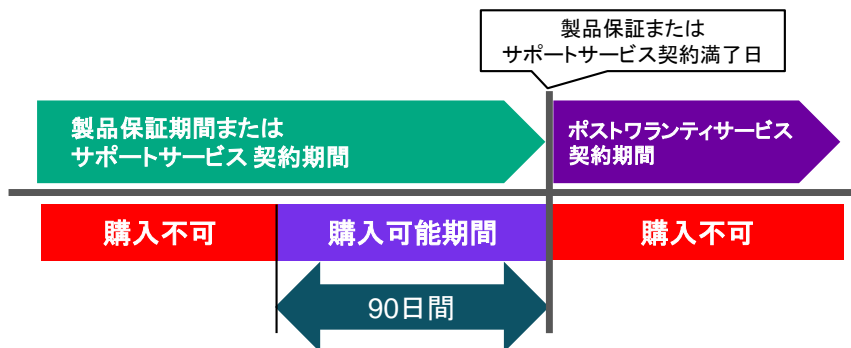 製品保証または
サポートサービス契約満了日
製品保証期間または
サポートサービス 契約期間
ポストワランティサービス
契約期間
購入不可
購入可能期間
購入不可
90日間